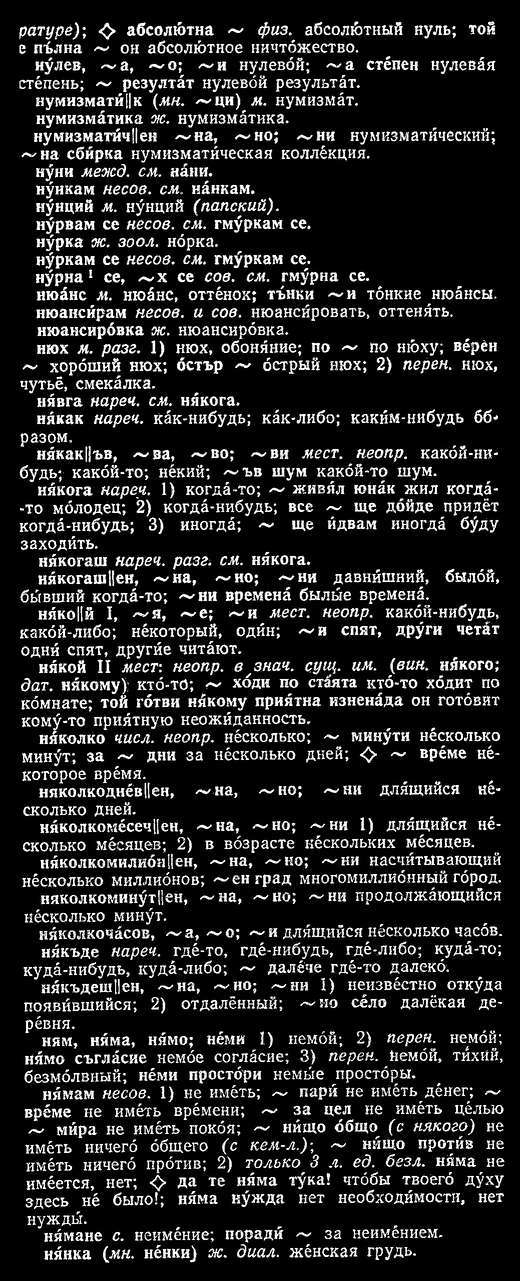 ратуре); ◇ абсолю́тна ~ физ. абсолю́тный нуль; той
е пъ́лна ~ он абсолю́тное ничто́жество.
ну́лев, ~а, ~о; ~и нулево́й; ~а сте́пен нулева́я
сте́пень; ~ резулта́т нулево́й результа́т.
нумизмати́||к (мн. ~ци) м. нумизма́т.
нумизма́тика ж. нумизма́тика.
нумизмати́ч||ен ~на, ~но; ~ни нумизмати́ческий;
~на сби́рка нумизмати́ческая колле́кция.
ну́ни межд. см. на́ни.
ну́нкам несов. см. на́нкам.
ну́нций м. ну́нций (папский).
ну́рвам се несов. см. гму́ркам се.
ну́рка ж. зоол. но́рка.
ну́ркам се несов. см. гму́ркам се.
ну́рна¹ се, ~х се сов. см. гму́рна се.
нюа́нс м. нюа́нс, отте́нок; тъ́нки ~и то́нкие нюа́нсы.
нюанси́рам несов. и сов. нюанси́ровать, оттеня́ть.
нюансиро́вка ж. нюансиро́вка.
нюх м. разг. 1) нюх, обоня́ние; по ~ по ню́ху; ве́рен
~ хоро́ший нюх; о́стър ~ о́стрый нюх; 2) перен. нюх,
чутьё, смека́лка.
ня́вга нареч. см. ня́кога.
ня́как нареч. ка́к-нибудь; ка́к-либо; каки́м-нибудь о́б-
разом.
ня́как||ъв, ~ва, ~во; ~ви мест. неопр. како́й-ни-
будь; како́й-то; не́кий; ~ъв шум како́й-то шум.
ня́кога нареч. 1) когда́-то; ~ живя́л юна́к жил когда́-
-то мо́лодец; 2) когда́-нибудь; все ~ ще до́йде придёт
когда́-нибудь; 3) иногда́; ~ ще и́двам иногда́ бу́ду
заходи́ть.
ня́когаш нареч. разг. см. ня́кога.
ня́когаш||ен, ~на, ~но; ~ни давни́шний, было́й,
бы́вший когда́-то; ~ни времена́ былы́е времена́.
ня́ко||й I, ~я, ~е; ~и мест. неопр. како́й-нибудь,
како́й-либо; не́который, оди́н; ~и спят, дру́ги чета́т
одни́ спят, други́е чита́ют.
ня́кой II мест. неопр. в знач. сущ. им. (вин. ня́кого;
дат. ня́кому) кто́-то; ~ хо́ди по ста́ята кто́-то хо́дит по
ко́мнате; той го́тви ня́кому прия́тна изнена́да он гото́вит
кому́-то прия́тную неожи́данность.
ня́колко числ. неопр. не́сколько; ~ мину́ти не́сколько
мину́т; за ~ дни за не́сколько дней; ◇ ~ вре́ме не́-
которое вре́мя.
ня́колкодне́в||ен, ~на, ~но; ~ни для́щийся не́-
сколько дней.
ня́колкоме́сеч||ен, ~на, ~но; ~ни 1) для́щийся не́-
сколько ме́сяцев; 2) в во́зрасте не́скольких ме́сяцев.
ня́колкомилио́н||ен, ~на, ~но; ~ни насчи́тывающий
не́сколько миллио́нов; ~ен град многомиллио́нный го́род.
ня́колкомину́т||ен, ~на, ~но; ~ни продолжа́ющийся
не́сколько мину́т.
ня́колкоча́сов, ~а, ~о; ~и для́щийся не́сколько часо́в.
ня́къде нареч. где́-то, где́-нибудь, где́-либо; куда́-то;
куда́-нибудь, куда́-либо; ~ дале́че где́-то далеко́.
ня́къдеш||ен, ~на, ~но; ~ни 1) неизве́стно отку́да
появи́вшийся; 2) отдалённый; ~но се́ло далёкая де-
ре́вня.
ням, ня́ма, ня́мо; не́ми 1) немо́й; 2) перен. немо́й;
ня́мо съгла́сие немо́е согла́сие; 3) перен. немо́й, ти́хий,
безмо́лвный; не́ми просто́ри немы́е просто́ры.
ня́мам несов. 1) не име́ть; ~ пари́ не име́ть де́нег; ~
вре́ме не име́ть вре́мени; ~ за цел не име́ть це́лью
~ ми́ра не име́ть поко́я; ~ ни́що о́бщо (с някого) не
име́ть ничего́ о́бщего (с кем-л.); ~ ни́що про́тив не
име́ть ничего́ про́тив; 2) только 3 л. ед. безл. ня́ма не
име́ется, нет; ◇ да те ня́ма ту́ка! что́бы твоего́ ду́ху
здесь не́ было!; ня́ма ну́жда нет необходи́мости, нет
нужды́.
ня́мане с. неиме́ние; поради́ ~ за неиме́нием.
ня́нка (мн. не́нки) ж. диал. же́нская грудь.